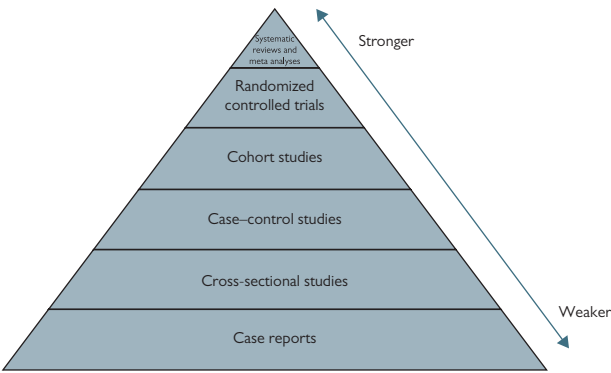 Systematic
reviews and
meta analyses
Stronger
Randomized
controlled trials
Cohort studies
Case–control studies
Cross-sectional studies
Weaker
Case reports